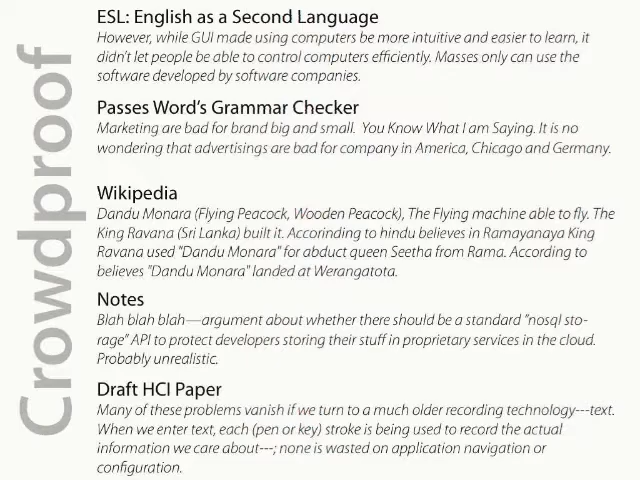 Crowdproof
ESL: English as a Second Language
However, while GUI made using computers be more intuitive and easier to learn, it
didn't let people be able to control computers efficiently. Masses only can use the
software developed by software companies.
Passes Word's Grammar Checker
Marketing are bad for brand big and small. You Know What I am Saying. It is no
wondering that advertisings are bad for company in America, Chicago and Germany.
Wikipedia
Dandu Monara (Flying Peacock, Wooden Peacock), The Flying machine able to fly. The
King Ravana (Sri Lanka) built it. Accorinding to hindu believes in Ramayanaya King
Ravana used "Dandu Monara" for abduct queen Seetha from Rama. According to
believes "Dandu Monara" landed at Werangatota.
Notes
Blah blah blah—argument about whether there should be a standard "nosql sto-
rage" API to protect developers storing their stuff in proprietary services in the cloud.
Probably unrealistic.
Draft HCI Paper
Many of these problems vanish if we turn to a much older recording technology---text.
When we enter text, each (pen or key) stroke is being used to record the actual
information we care about---; none is wasted on application navigation or
configuration.